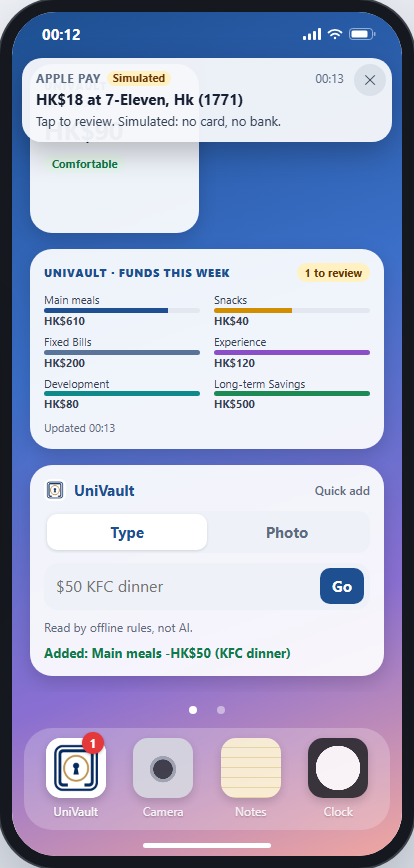 00:12
APPLE PAY Simulated 00:13
HK$18 at 7-Eleven, Hk (1771)
Tap to review. Simulated: no card, no bank.
HK$90
Comfortable
UNIVAULT · FUNDS THIS WEEK 1 to review
Main meals Snacks
HK$610 HK$40
Fixed Bills Experience
HK$200 HK$120
Development Long-term Savings
HK$80 HK$500
Updated 00:13
UniVault Quick add
Type Photo
$50 KFC dinner Go
Read by offline rules, not AI.
Added: Main meals -HK$50 (KFC dinner)
1
UniVault Camera Notes Clock